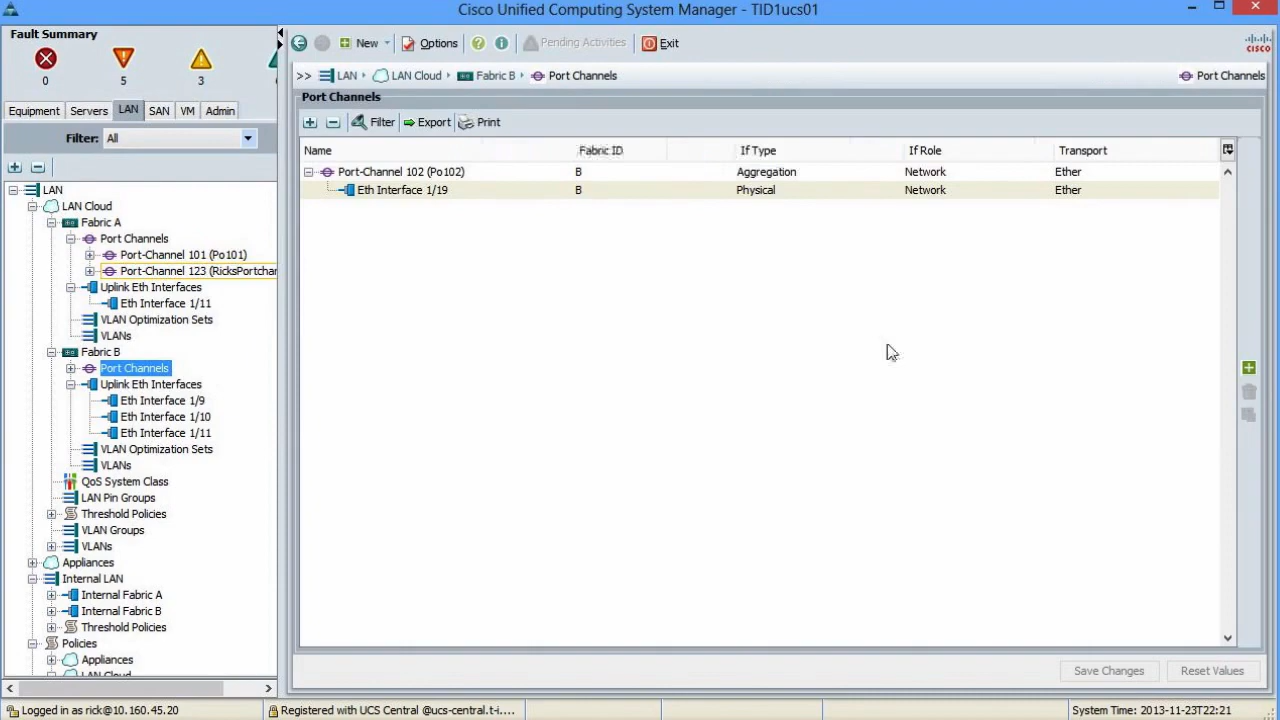 Cisco Unified Computing System Manager - TID1ucs01
Fault Summary
0 5 3
New Options Pending Activities Exit
CISCO
>> LAN LAN Cloud Fabric B Port Channels Port Channels
Equipment Servers LAN SAN VM Admin
Filter: All
LAN
LAN Cloud
Fabric A
Port Channels
Port-Channel 101 (Po101)
Port-Channel 123 (RicksPortchan
Uplink Eth Interfaces
Eth Interface 1/11
VLAN Optimization Sets
VLANs
Fabric B
Port Channels
Uplink Eth Interfaces
Eth Interface 1/9
Eth Interface 1/10
Eth Interface 1/11
VLAN Optimization Sets
VLANs
QoS System Class
LAN Pin Groups
Threshold Policies
VLAN Groups
VLANs
Appliances
Internal LAN
Internal Fabric A
Internal Fabric B
Threshold Policies
Policies
Appliances
LAN Cloud
Port Channels
Filter Export Print
Name Fabric ID If Type If Role Transport
Port-Channel 102 (Po102) B Aggregation Network Ether
Eth Interface 1/19 B Physical Network Ether
Save Changes Reset Values
Logged in as rick@10.160.45.20 Registered with UCS Central @ucs-central.t-i.... System Time: 2013-11-23T22:21